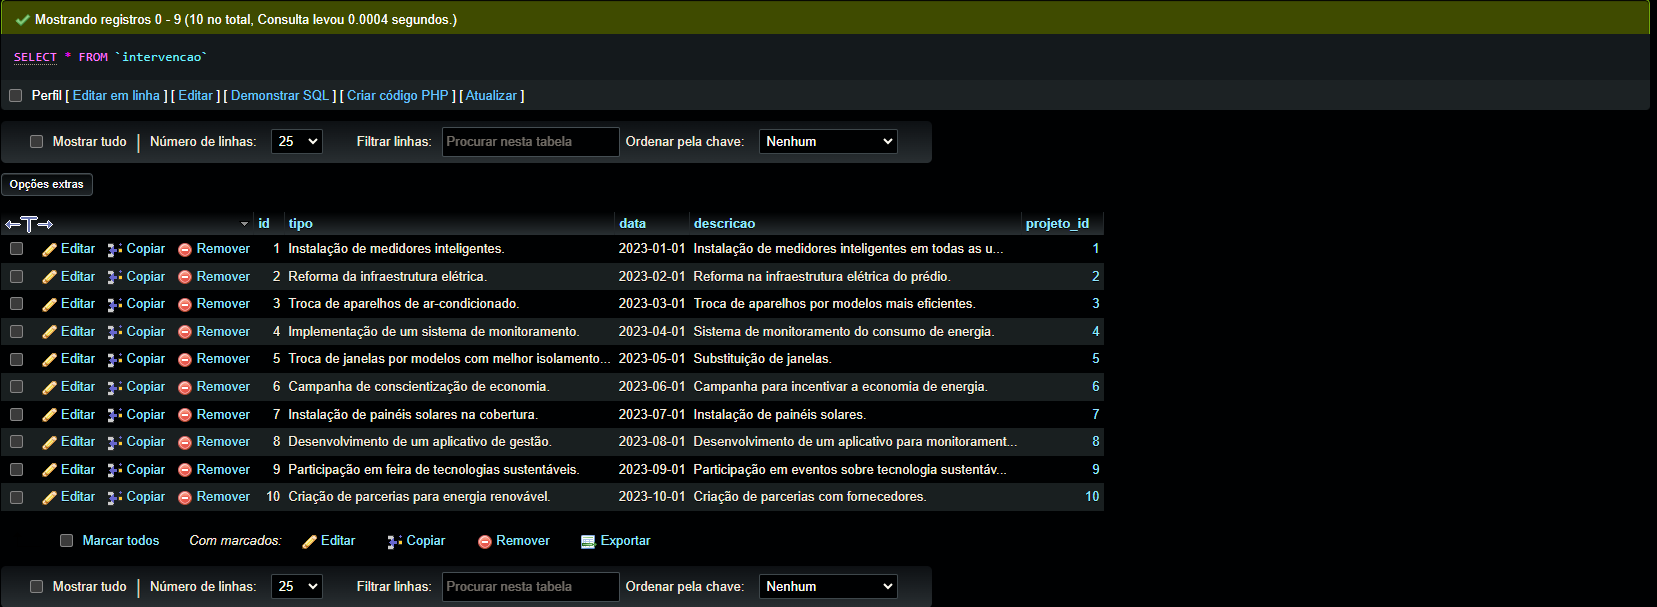 Mostrando registros 0 - 9 (10 no total, Consulta levou 0.0004 segundos.)
SELECT * FROM `intervencao`
Perfil [ Editar em linha ] [ Editar ] [ Demonstrar SQL ] [ Criar código PHP ] [ Atualizar ]
Mostrar tudo | Número de linhas: 25 Filtrar linhas: Procurar nesta tabela Ordenar pela chave: Nenhum
Opções extras
←T→ id tipo data descricao projeto_id
Editar Copiar Remover 1 Instalação de medidores inteligentes. 2023-01-01 Instalação de medidores inteligentes em todas as u... 1
Editar Copiar Remover 2 Reforma da infraestrutura elétrica. 2023-02-01 Reforma na infraestrutura elétrica do prédio. 2
Editar Copiar Remover 3 Troca de aparelhos de ar-condicionado. 2023-03-01 Troca de aparelhos por modelos mais eficientes. 3
Editar Copiar Remover 4 Implementação de um sistema de monitoramento. 2023-04-01 Sistema de monitoramento do consumo de energia. 4
Editar Copiar Remover 5 Troca de janelas por modelos com melhor isolamento... 2023-05-01 Substituição de janelas. 5
Editar Copiar Remover 6 Campanha de conscientização de economia. 2023-06-01 Campanha para incentivar a economia de energia. 6
Editar Copiar Remover 7 Instalação de painéis solares na cobertura. 2023-07-01 Instalação de painéis solares. 7
Editar Copiar Remover 8 Desenvolvimento de um aplicativo de gestão. 2023-08-01 Desenvolvimento de um aplicativo para monitorament... 8
Editar Copiar Remover 9 Participação em feira de tecnologias sustentáveis. 2023-09-01 Participação em eventos sobre tecnologia sustentáv... 9
Editar Copiar Remover 10 Criação de parcerias para energia renovável. 2023-10-01 Criação de parcerias com fornecedores. 10
Marcar todos Com marcados: Editar Copiar Remover Exportar
Mostrar tudo | Número de linhas: 25 Filtrar linhas: Procurar nesta tabela Ordenar pela chave: Nenhum